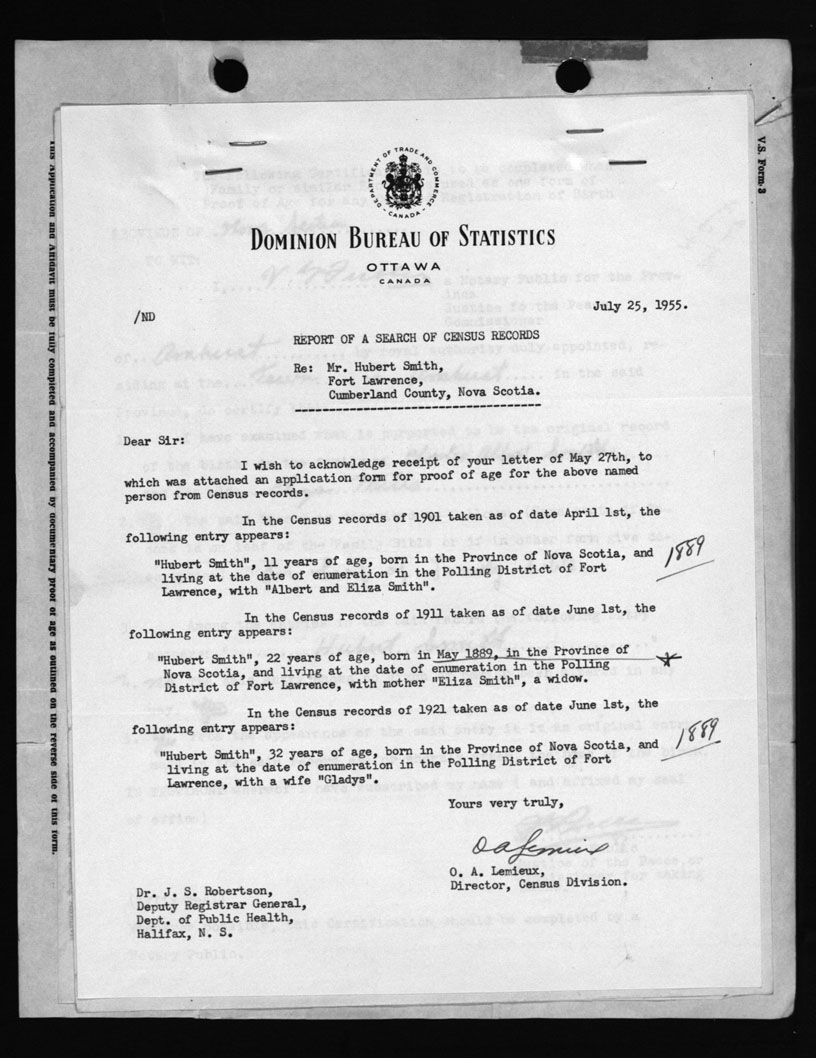 DEPARTMENT OF TRADE AND COMMERCE
- CANADA -
DOMINION BUREAU OF STATISTICS
OTTAWA
CANADA
/ND
July 25, 1955.
REPORT OF A SEARCH OF CENSUS RECORDS
Re: Mr. Hubert Smith,
Fort Lawrence,
Cumberland County, Nova Scotia.
Dear Sir:
I wish to acknowledge receipt of your letter of May 27th, to
which was attached an application form for proof of age for the above named
person from Census records.
In the Census records of 1901 taken as of date April 1st, the
following entry appears:
"Hubert Smith", 11 years of age, born in the Province of Nova Scotia, and
living at the date of enumeration in the Polling District of Fort
Lawrence, with "Albert and Eliza Smith".
1889
In the Census records of 1911 taken as of date June 1st, the
following entry appears:
"Hubert Smith", 22 years of age, born in May 1889, in the Province of
Nova Scotia, and living at the date of enumeration in the Polling
District of Fort Lawrence, with mother "Eliza Smith", a widow.
In the Census records of 1921 taken as of date June 1st, the
following entry appears:
"Hubert Smith", 32 years of age, born in the Province of Nova Scotia, and
living at the date of enumeration in the Polling District of Fort
Lawrence, with a wife "Gladys".
1889
Yours very truly,
O A Lemieux
O. A. Lemieux,
Director, Census Division.
Dr. J. S. Robertson,
Deputy Registrar General,
Dept. of Public Health,
Halifax, N. S.
V.S. Form 3
This Application and Affidavit must be fully completed and accompanied by documentary proof of age as outlined on the reverse side of this form.